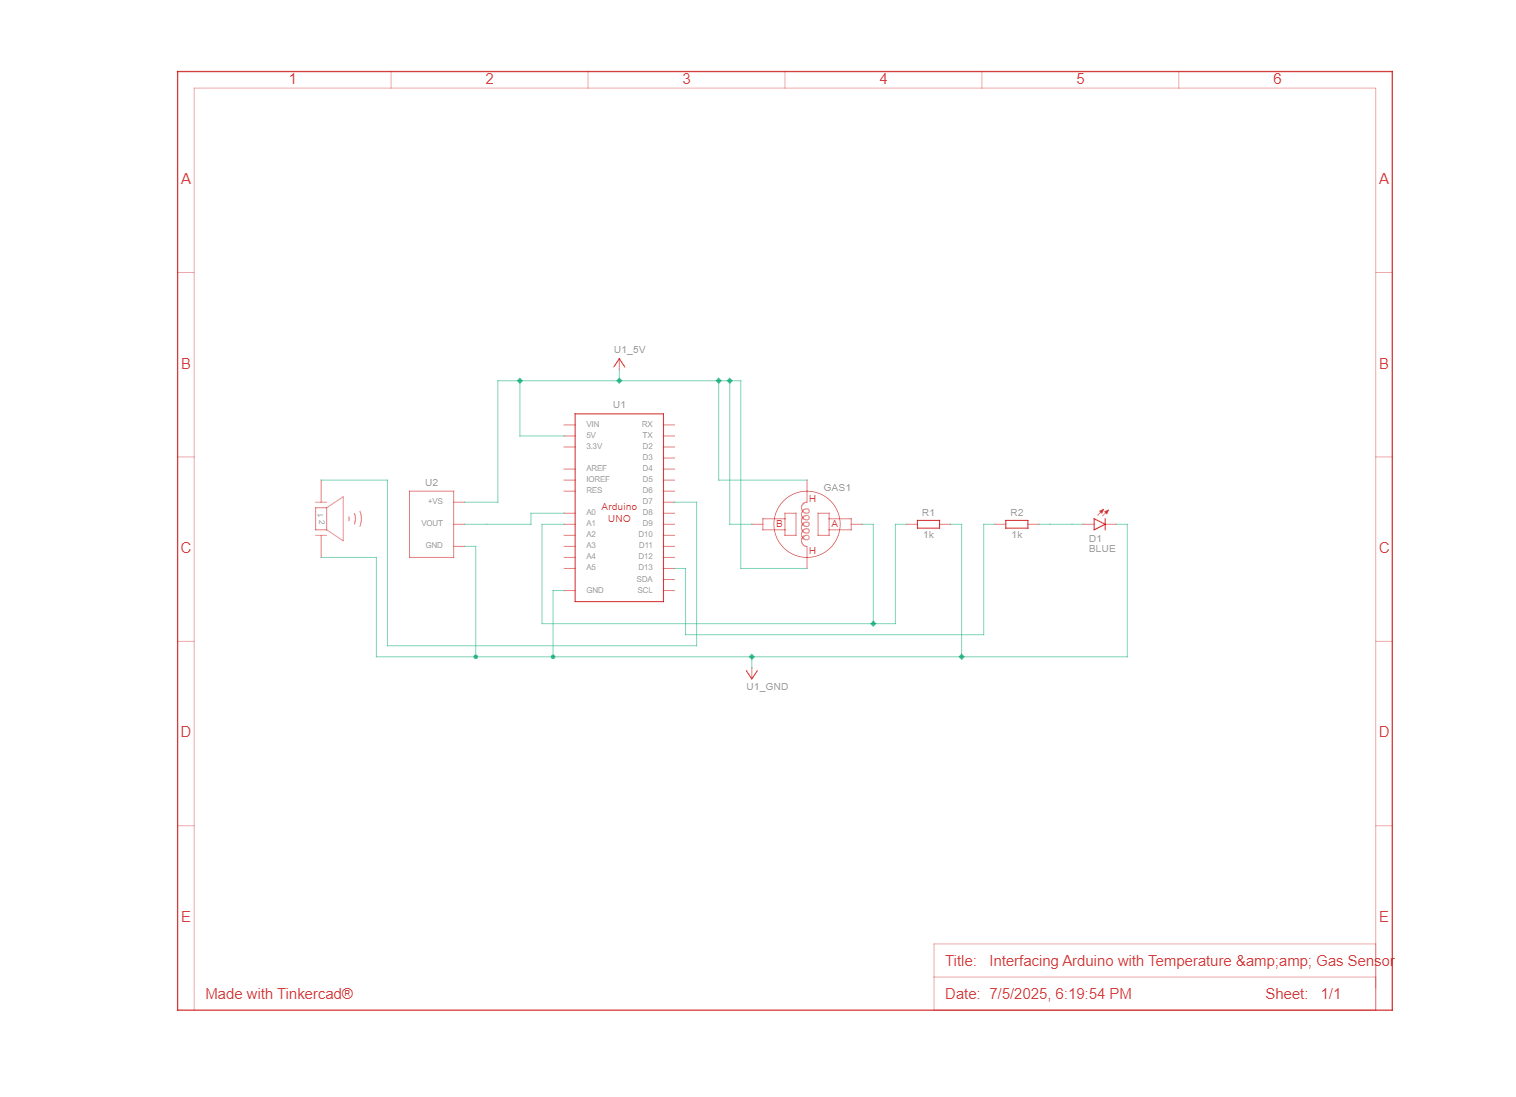 1 2 3 4 5 6
A A
B B
C C
D D
E E
U1_5V
U1
VIN RX
5V TX
3.3V D2
D3
AREF D4
IOREF D5
RES D6
D7
A0 D8
A1 D9
A2 D10
A3 D11
A4 D12
A5 D13
SDA
GND SCL
Arduino
UNO
U2
+VS
VOUT
GND
1 2
GAS1
H
B A
H
R1
1k
R2
1k
D1
BLUE
U1_GND
Title: Interfacing Arduino with Temperature &amp;amp; Gas Sensor
Date: 7/5/2025, 6:19:54 PM Sheet: 1/1
Made with Tinkercad®